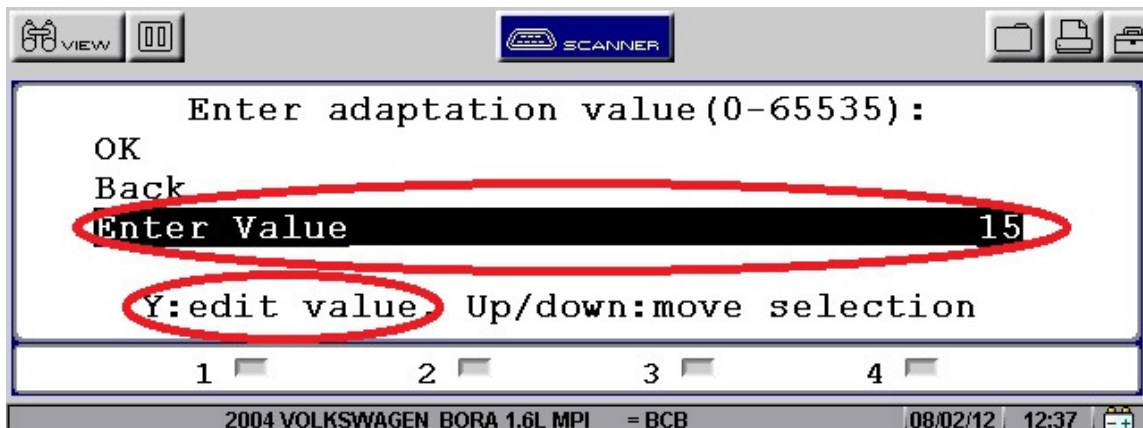 VIEW SCANNER
Enter adaptation value(0-65535):
OK
Back
Enter Value 15
Y:edit value. Up/down:move selection
1 2 3 4
2004 VOLKSWAGEN BORA 1.6L MPI = BCB 08/02/12 12:37